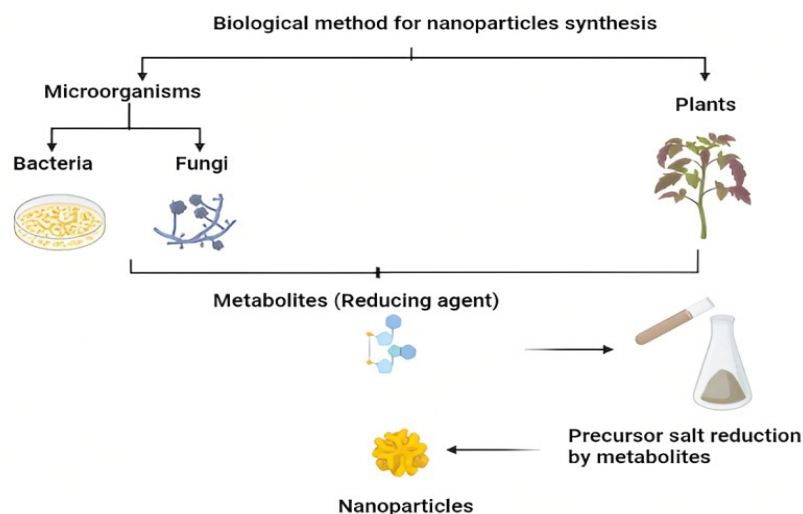 Biological method for nanoparticles synthesis
Microorganisms
Plants
Bacteria
Fungi
Metabolites (Reducing agent)
Precursor salt reduction
by metabolites
Nanoparticles